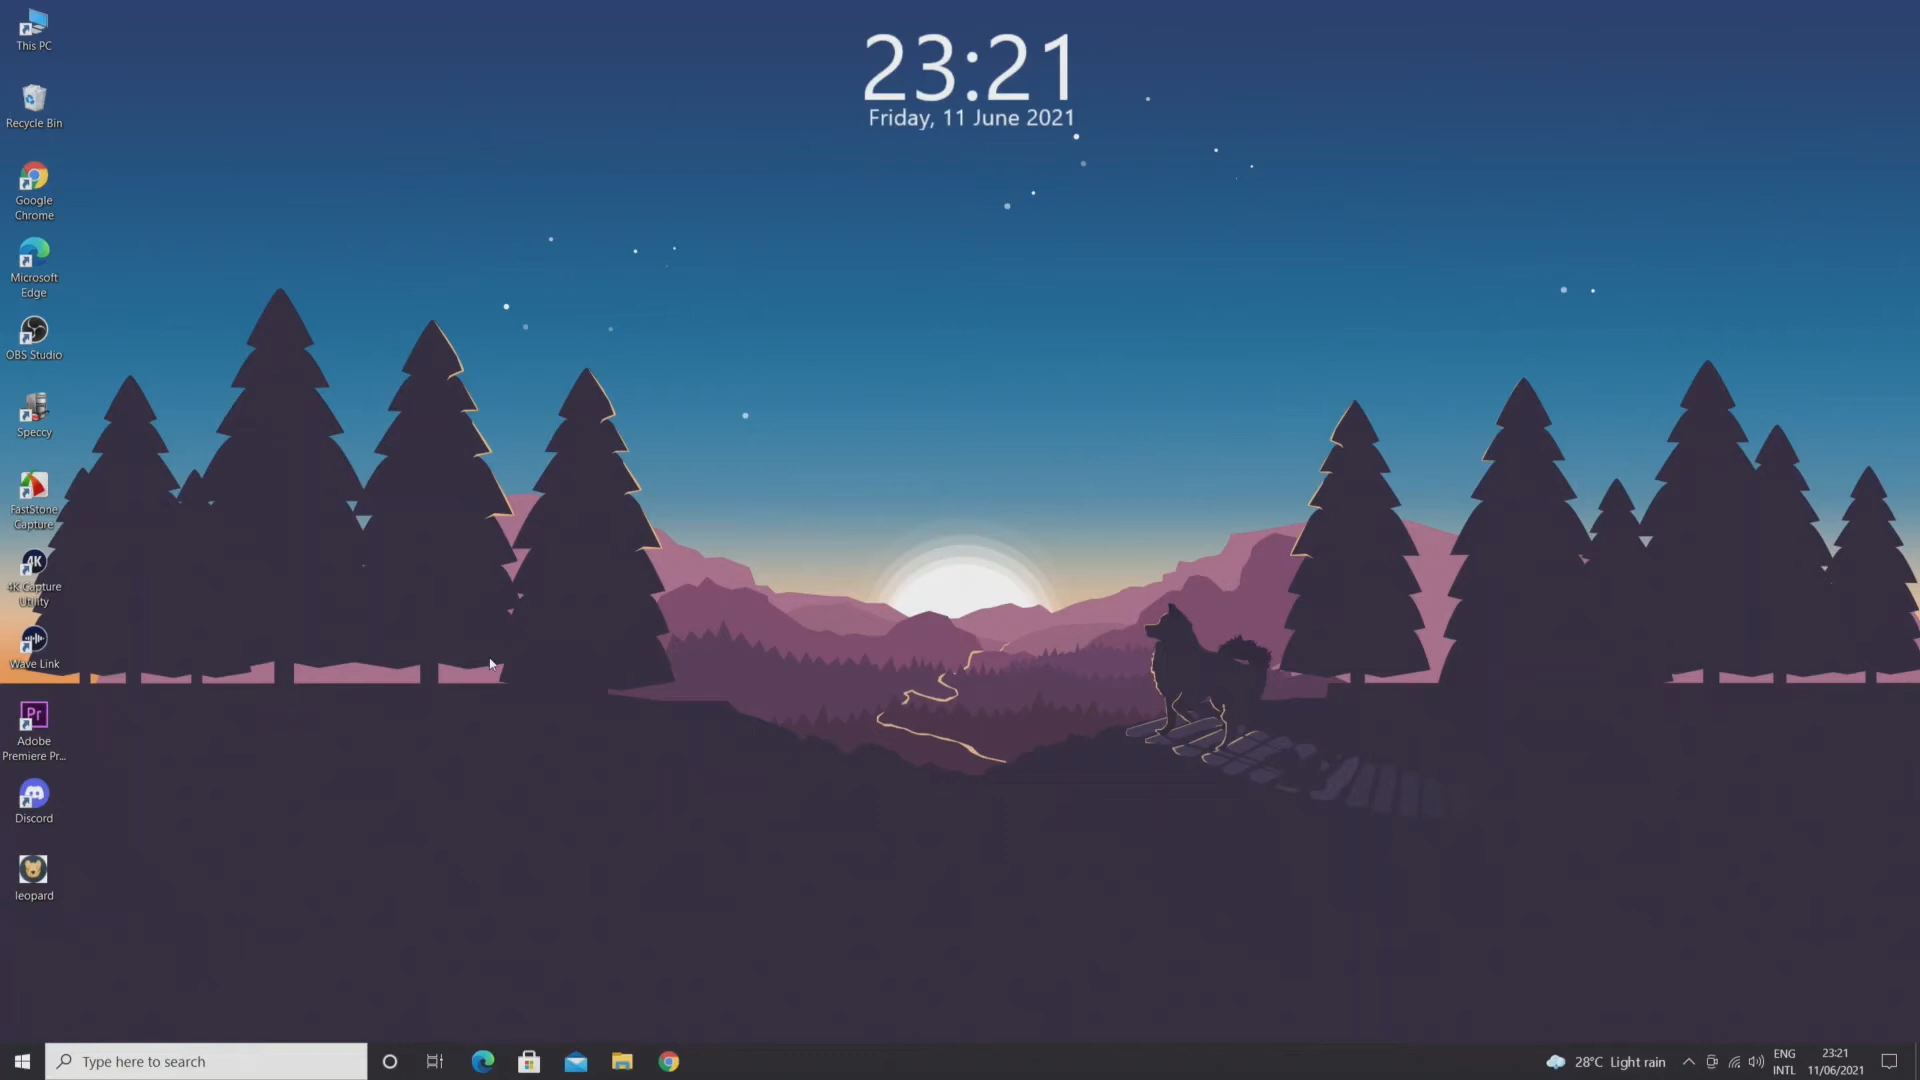 23:21
Friday, 11 June 2021
This PC
Recycle Bin
Google
Chrome
Microsoft
Edge
OBS Studio
Speccy
FastStone
Capture
4K
4K Capture
Utility
Wave Link
Pr
Adobe
Premiere Pr...
Discord
leopard
Type here to search
28°C Light rain
ENG
INTL
23:21
11/06/2021